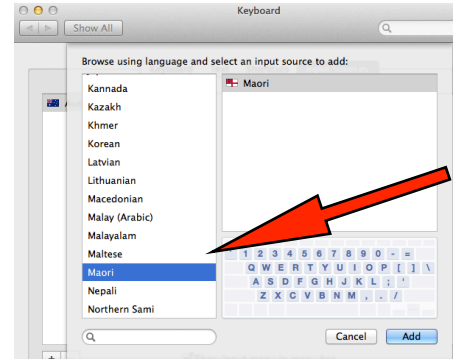 Keyboard
Show All
Browse using language and select an input source to add:
Kannada
Kazakh
Khmer
Korean
Latvian
Lithuanian
Macedonian
Malay (Arabic)
Malayalam
Maltese
Maori
Nepali
Northern Sami
Maori
1 2 3 4 5 6 7 8 9 0 - =
Q W E R T Y U I O P [ ] \
A S D F G H J K L ; '
Z X C V B N M , . /
Cancel
Add